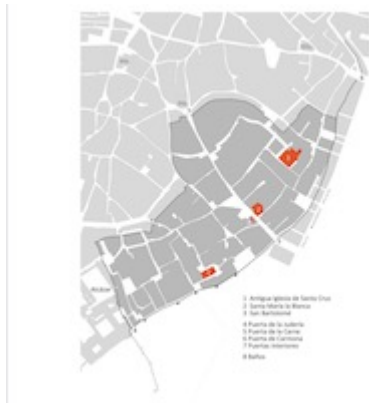 Alcázar
1 Antigua iglesia de Santa Cruz
2 Santa María la Blanca
3 San Bartolomé
4 Puerta de la Judería
5 Puerta de la Carne
6 Puerta de Carmona
7 Puertas interiores
8 Baños